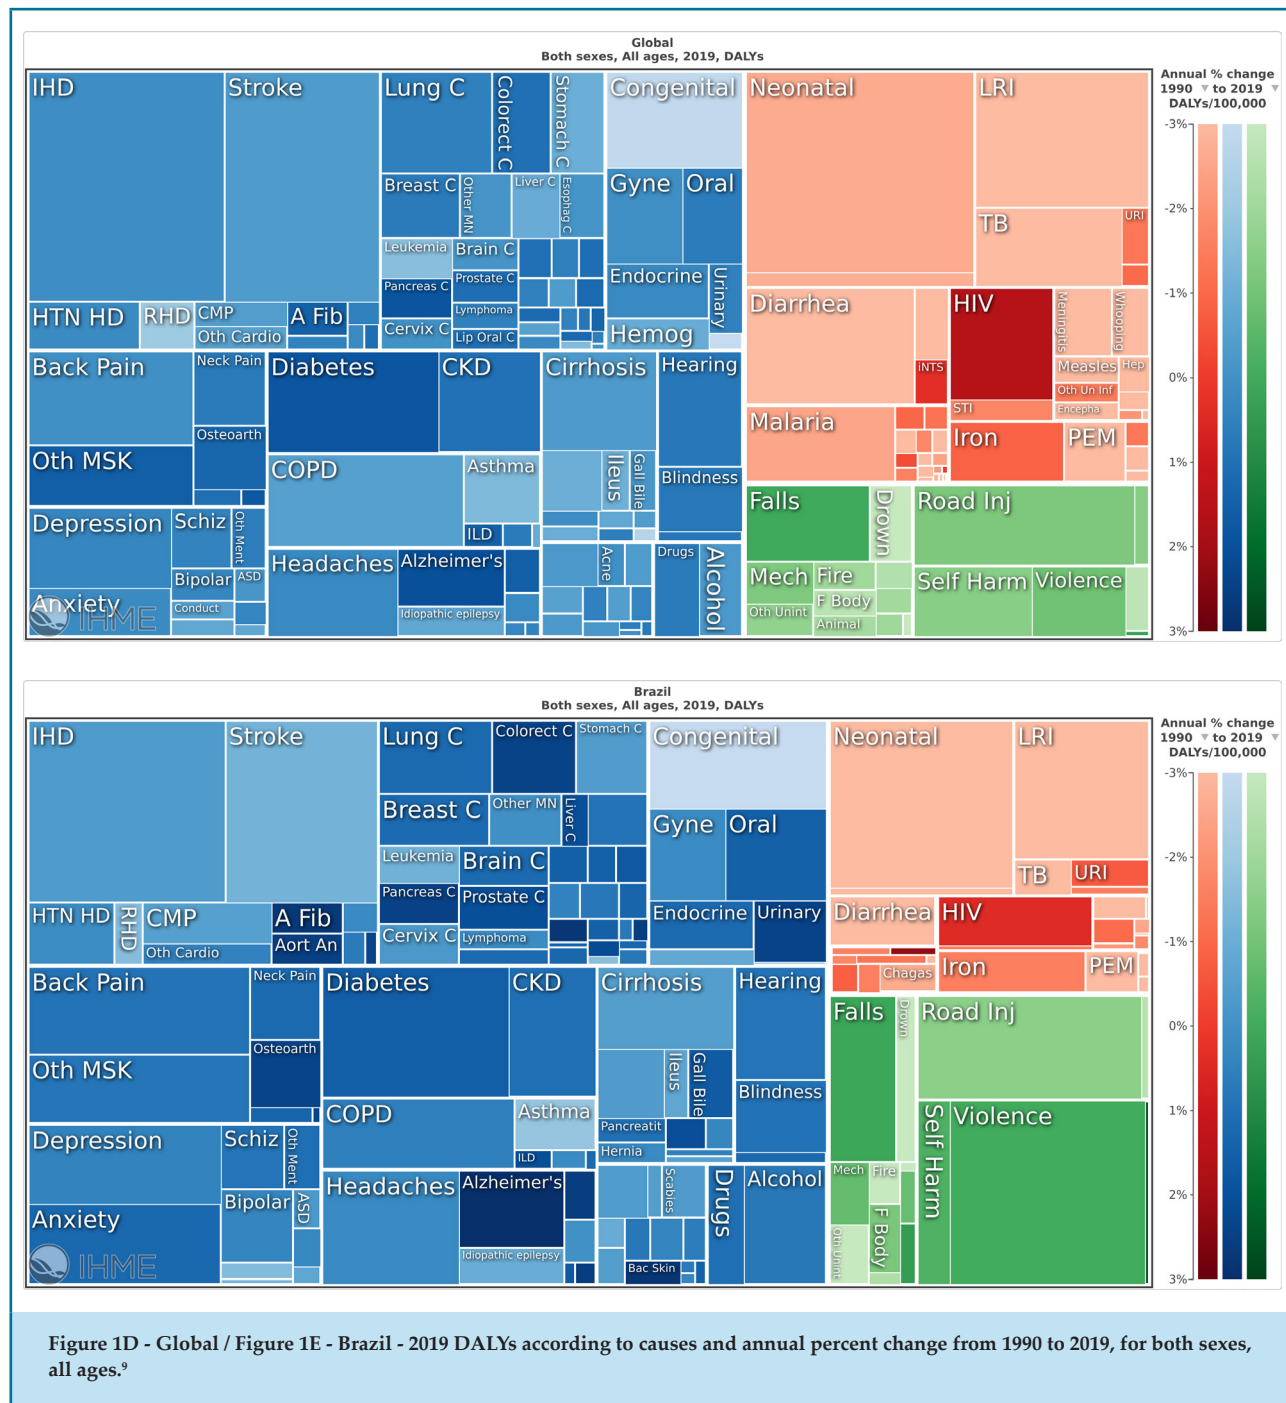 Global
Both sexes, All ages, 2019, DALYs
IHD
Stroke
Lung C
Colorect C
Stomach C
Congenital
Neonatal
LRI
Breast C
Other MN
Liver C
Esophag C
Gyne
Oral
TB
URI
Leukemia
Brain C
Pancreas C
Prostate C
Endocrine
Urinary
Lymphoma
Cervix C
Lip Oral C
Hemog
HTN HD
RHD
CMP
Oth Cardio
A Fib
Diarrhea
iNTS
HIV
Meningitis
Whooping
Measles
Hep
Oth Un Inf
STI
Encepha
Malaria
Iron
PEM
Back Pain
Neck Pain
Diabetes
CKD
Cirrhosis
Hearing
Osteoarth
Oth MSK
COPD
Asthma
Ileus
Gall Bile
Blindness
ILD
Falls
Drown
Road Inj
Depression
Schiz
Oth Ment
Headaches
Alzheimer's
Acne
Drugs
Alcohol
Bipolar
ASD
Mech
Fire
Self Harm
Violence
Anxiety
Conduct
Idiopathic epilepsy
Oth Unint
F Body
Animal
IHME
Annual % change
1990 ▼ to 2019 ▼
DALYs/100,000
-3%
-2%
-1%
0%
1%
2%
3%
Brazil
Both sexes, All ages, 2019, DALYs
IHD
Stroke
Lung C
Colorect C
Stomach C
Congenital
Neonatal
LRI
Breast C
Other MN
Liver C
Gyne
Oral
Leukemia
Brain C
TB
URI
Pancreas C
Prostate C
Endocrine
Urinary
Cervix C
Lymphoma
HTN HD
RHD
CMP
A Fib
Oth Cardio
Aort An
Diarrhea
HIV
Chagas
Iron
PEM
Back Pain
Neck Pain
Diabetes
CKD
Cirrhosis
Hearing
Osteoarth
Oth MSK
COPD
Asthma
Ileus
Gall Bile
Blindness
Pancreatit
ILD
Hernia
Falls
Drown
Road Inj
Depression
Schiz
Oth Ment
Headaches
Alzheimer's
Scabies
Drugs
Alcohol
Self Harm
Violence
Anxiety
Bipolar
ASD
Idiopathic epilepsy
Bac Skin
Mech
Fire
Oth Unint
F Body
IHME
Annual % change
1990 ▼ to 2019 ▼
DALYs/100,000
-3%
-2%
-1%
0%
1%
2%
3%
Figure 1D - Global / Figure 1E - Brazil - 2019 DALYs according to causes and annual percent change from 1990 to 2019, for both sexes,
all ages.⁹